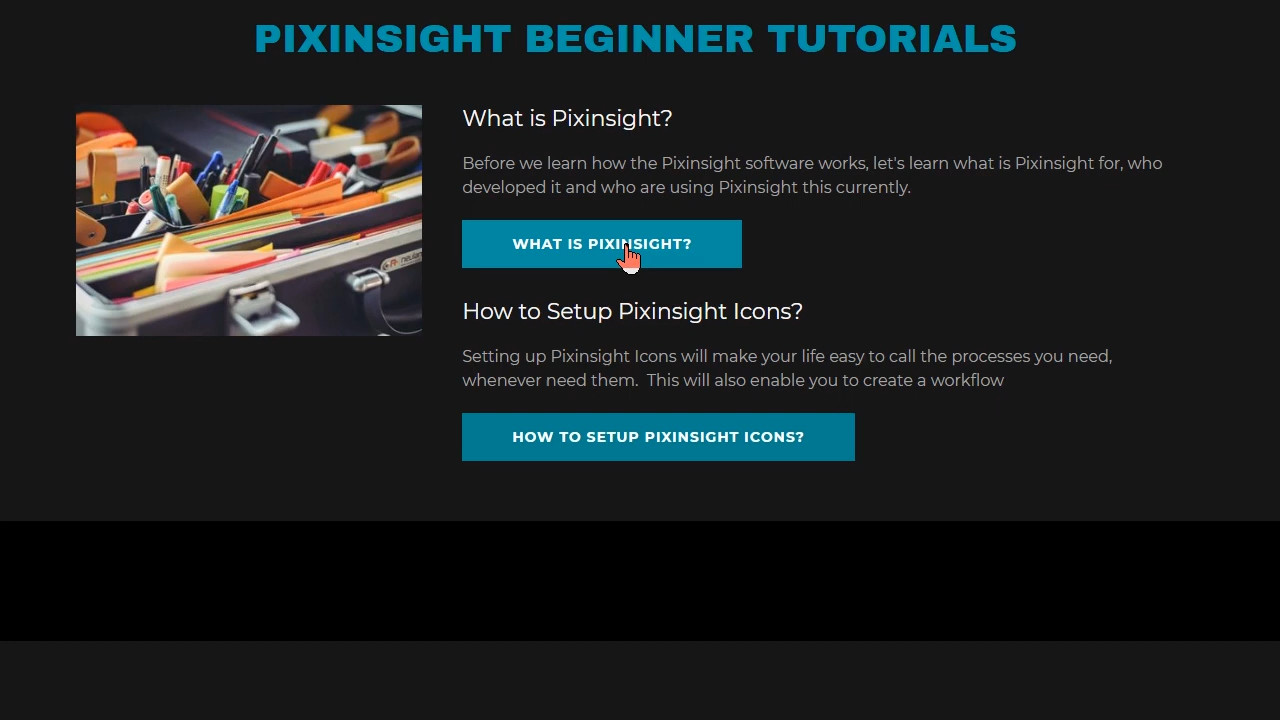 PIXINSIGHT BEGINNER TUTORIALS
What is Pixinsight?
Before we learn how the Pixinsight software works, let's learn what is Pixinsight for, who
developed it and who are using Pixinsight this currently.
WHAT IS PIXINSIGHT?
How to Setup Pixinsight Icons?
Setting up Pixinsight Icons will make your life easy to call the processes you need,
whenever need them.  This will also enable you to create a workflow
HOW TO SETUP PIXINSIGHT ICONS?